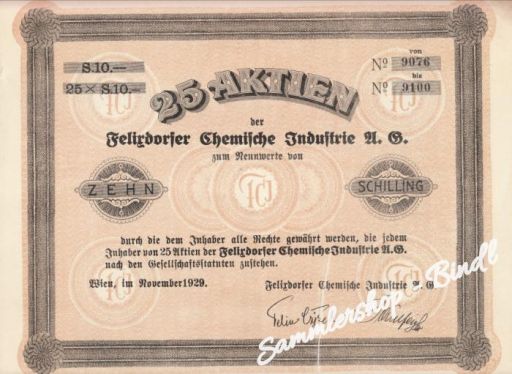 S.10.—
25 × S.10.—
von
Nº 9076
bis
Nº 9100
25 AKTIEN
der
Felixdorfer Chemische Industrie A. G.
zum Nennwerte von
ZEHN
FCJ
SCHILLING
durch die dem Inhaber alle Rechte gewährt werden, die jedem
Inhaber von 25 Aktien der Felixdorfer Chemische Industrie A.G.
nach den Gesellschaftsstatuten zustehen.
Wien, im November 1929.
Felixdorfer Chemische Industrie A. G
Sammlershop Bindl